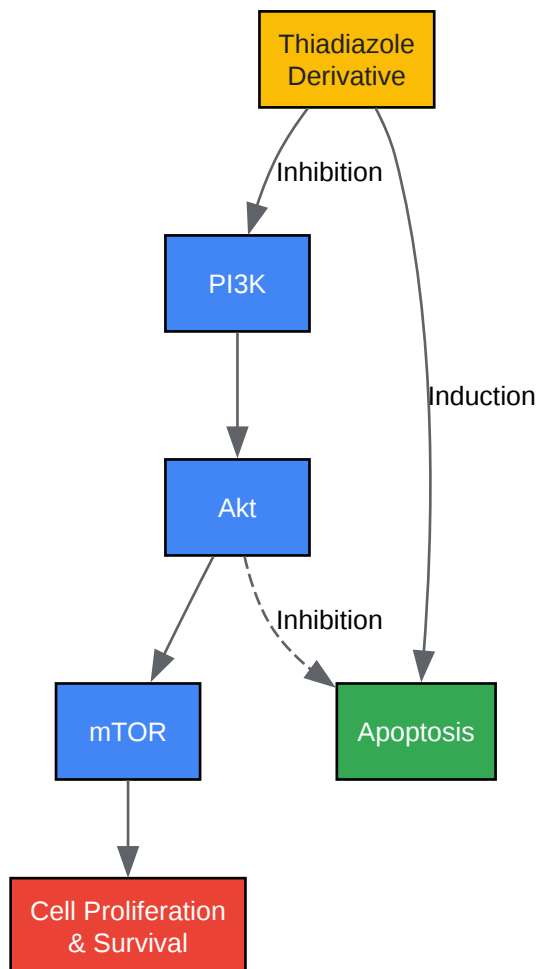 Thiadiazole
Derivative
Inhibition
PI3K
Induction
Akt
Inhibition
mTOR
Apoptosis
Cell Proliferation
& Survival